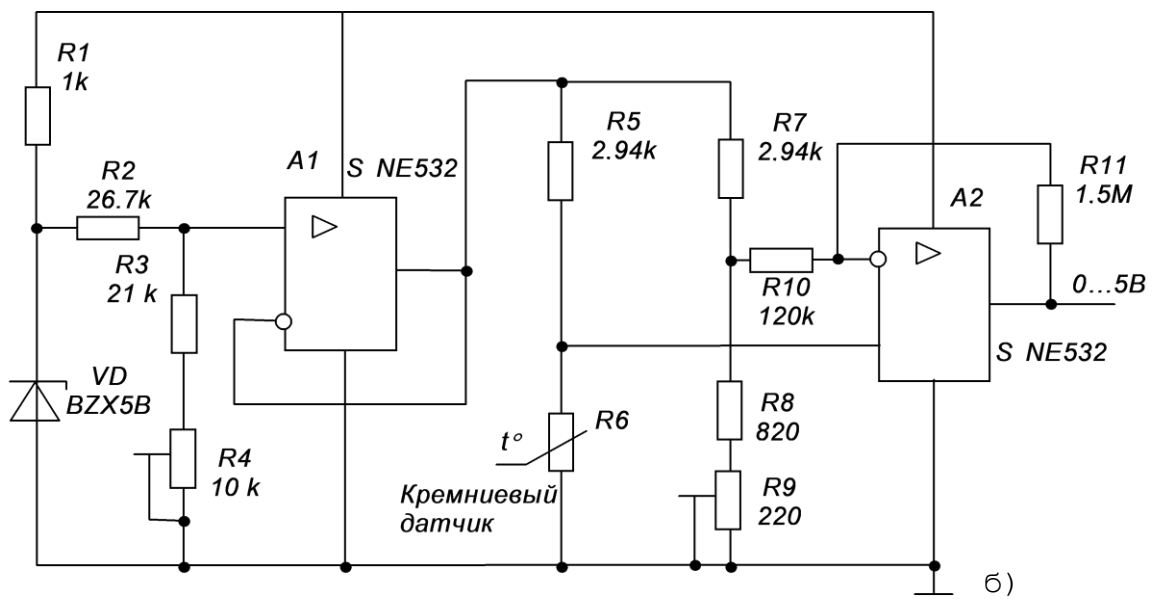 R1
1k
R2
26.7k
R3
21 k
VD
BZX5B
R4
10 k
A1
S NE532
R5
2.94k
R7
2.94k
A2
R11
1.5M
R10
120k
0...5В
S NE532
t°
R6
R8
820
Кремниевый
датчик
R9
220
б)